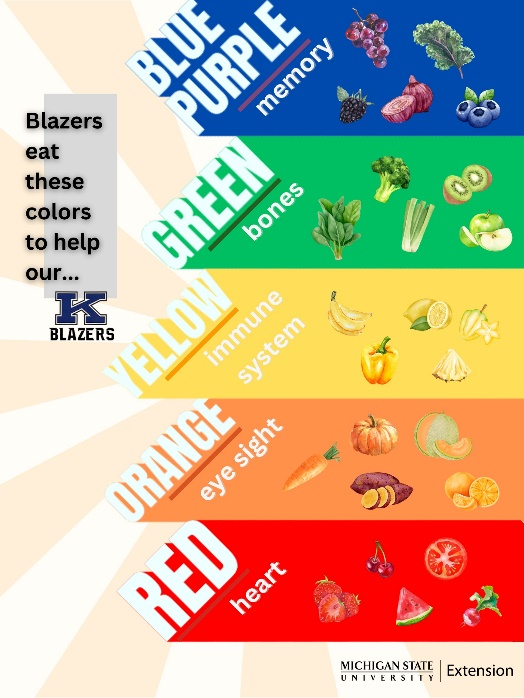 Blazers
eat
these
colors
to help
our...
K
BLAZERS
BLUE
PURPLE
memory
GREEN
bones
YELLOW
immune
system
ORANGE
eye sight
RED
heart
MICHIGAN STATE
UNIVERSITY
Extension